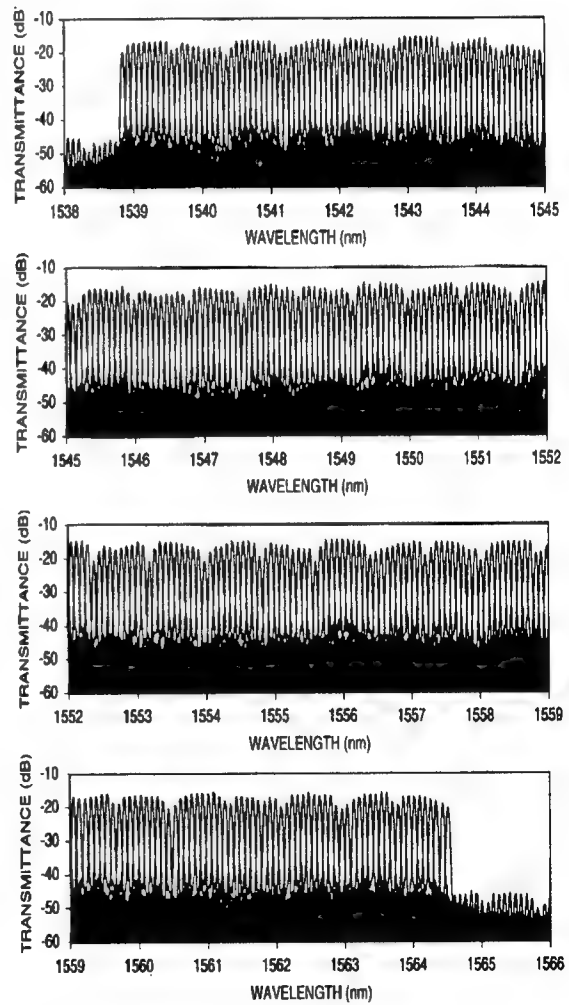 TRANSMITTANCE (dB)
-10
-20
-30
-40
-50
-60
1538 1539 1540 1541 1542 1543 1544 1545
WAVELENGTH (nm)
TRANSMITTANCE (dB)
-10
-20
-30
-40
-50
-60
1545 1546 1547 1548 1549 1550 1551 1552
WAVELENGTH (nm)
TRANSMITTANCE (dB)
-10
-20
-30
-40
-50
-60
1552 1553 1554 1555 1556 1557 1558 1559
WAVELENGTH (nm)
TRANSMITTANCE (dB)
-10
-20
-30
-40
-50
-60
1559 1560 1561 1562 1563 1564 1565 1566
WAVELENGTH (nm)